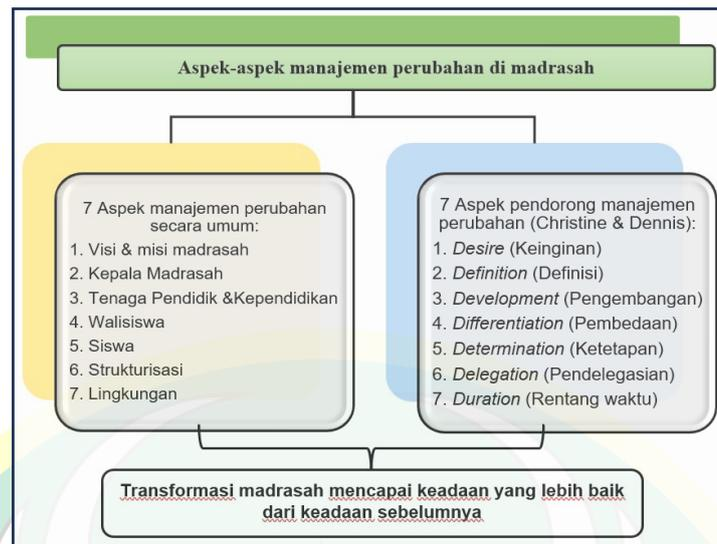 Aspek-aspek manajemen perubahan di madrasah
7 Aspek manajemen perubahan
secara umum:
1. Visi & misi madrasah
2. Kepala Madrasah
3. Tenaga Pendidik &Kependidikan
4. Walisiswa
5. Siswa
6. Strukturisasi
7. Lingkungan
7 Aspek pendorong manajemen
perubahan (Christine & Dennis):
1. Desire (Keinginan)
2. Definition (Definisi)
3. Development (Pengembangan)
4. Differentiation (Pembedaan)
5. Determination (Ketetapan)
6. Delegation (Pendelegasian)
7. Duration (Rentang waktu)
Transformasi madrasah mencapai keadaan yang lebih baik
dari keadaan sebelumnya